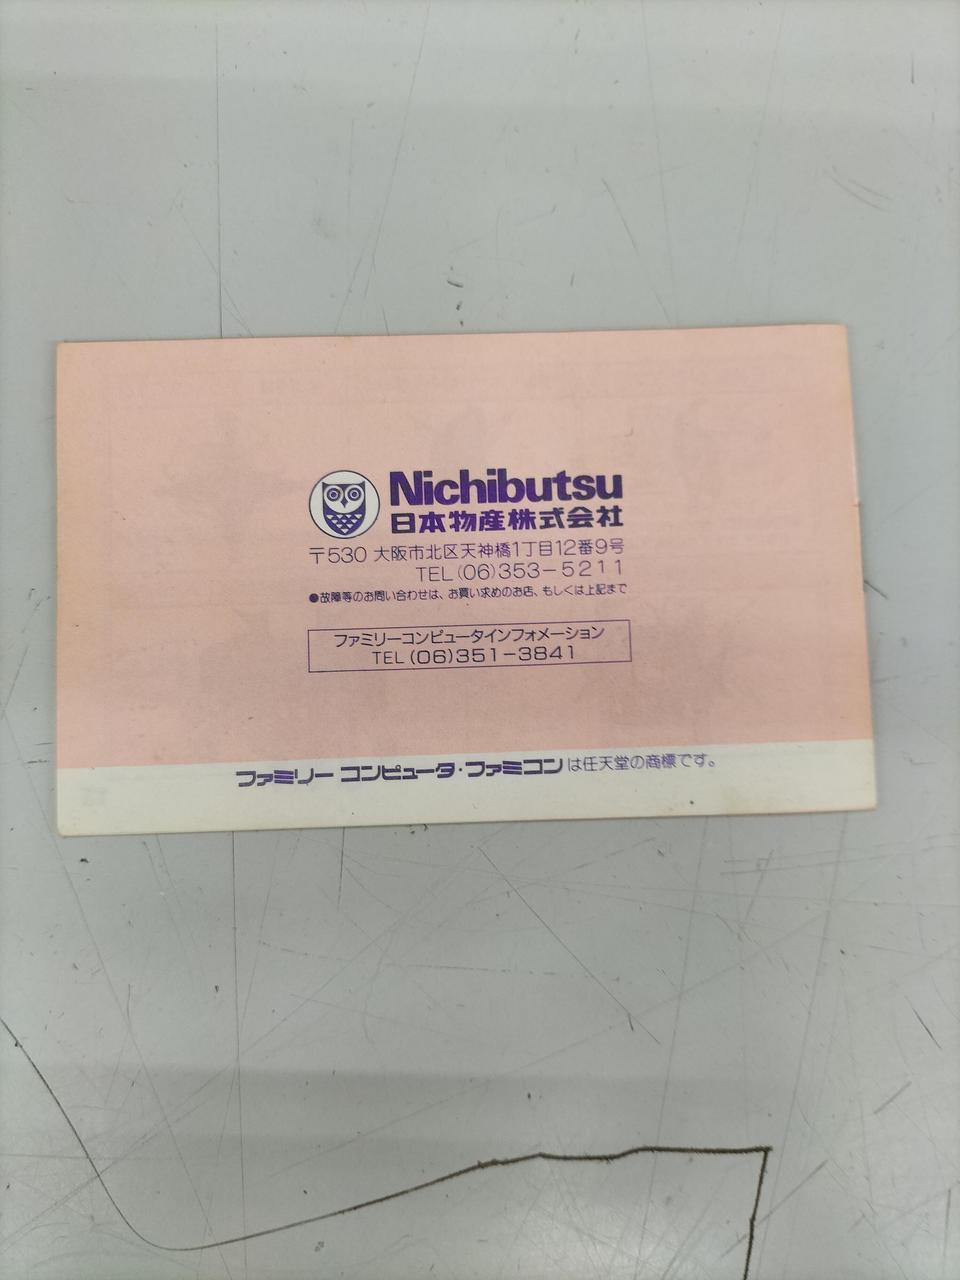 Nichibutsu
日本物産株式会社
〒530 大阪市北区天神橋1丁目12番9号
TEL(06)353-5211
●故障等のお問い合わせは、お買い求めのお店、もしくは上記まで
ファミリーコンピュータインフォメーション
TEL(06)351-3841
ファミリー コンピュータ・ファミコンは任天堂の商標です。